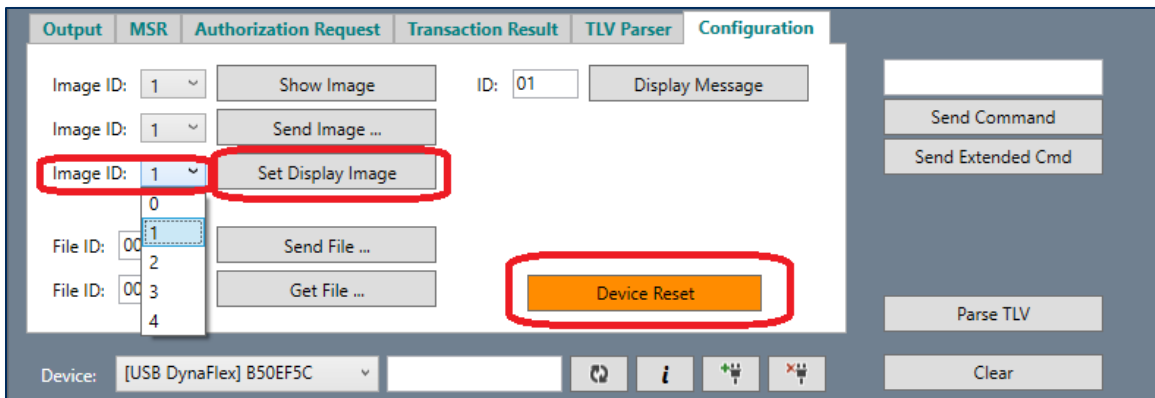 Output MSR Authorization Request Transaction Result TLV Parser Configuration
Image ID: 1 Show Image ID: 01 Display Message
Image ID: 1 Send Image ...
Send Command
Image ID: 1 Set Display Image
Send Extended Cmd
0
1
File ID: 00 Send File ...
2
File ID: 00 3 Get File ... Device Reset
4
Parse TLV
Device: [USB DynaFlex] B50EF5C i Clear